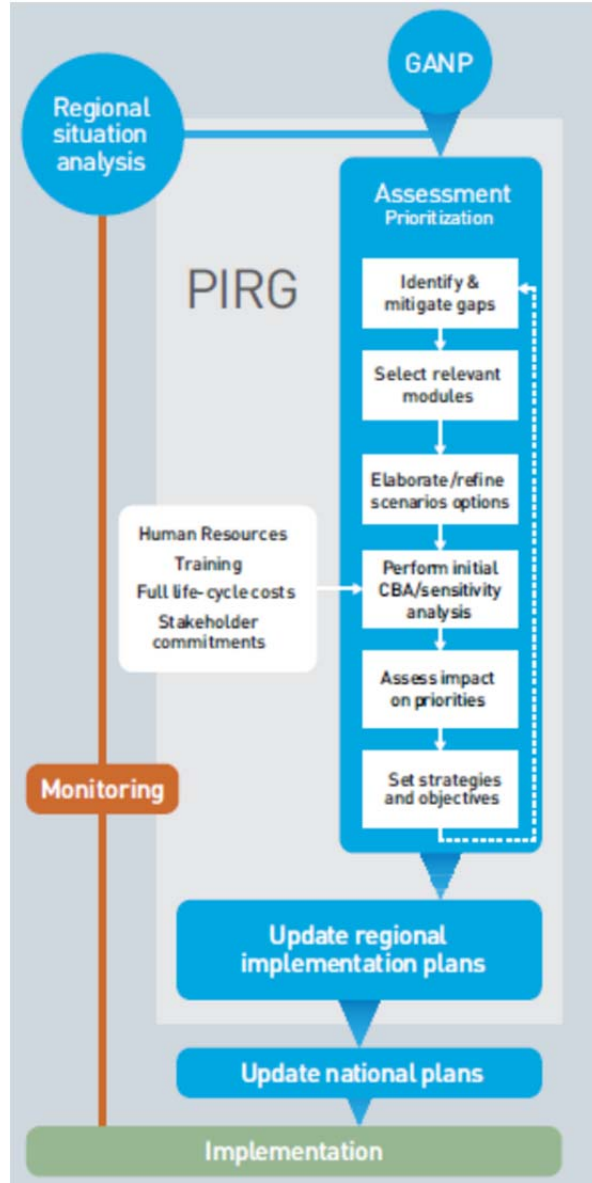 GANP
Regional
situation
analysis
Assessment
Prioritization
PIRG
Identify &
mitigate gaps
Select relevant
modules
Elaborate/refine
scenarios options
Human Resources
Training
Full life-cycle costs
Stakeholder
commitments
Perform initial
CBA/sensitivity
analysis
Assess impact
on priorities
Set strategies
and objectives
Monitoring
Update regional
implementation plans
Update national plans
Implementation